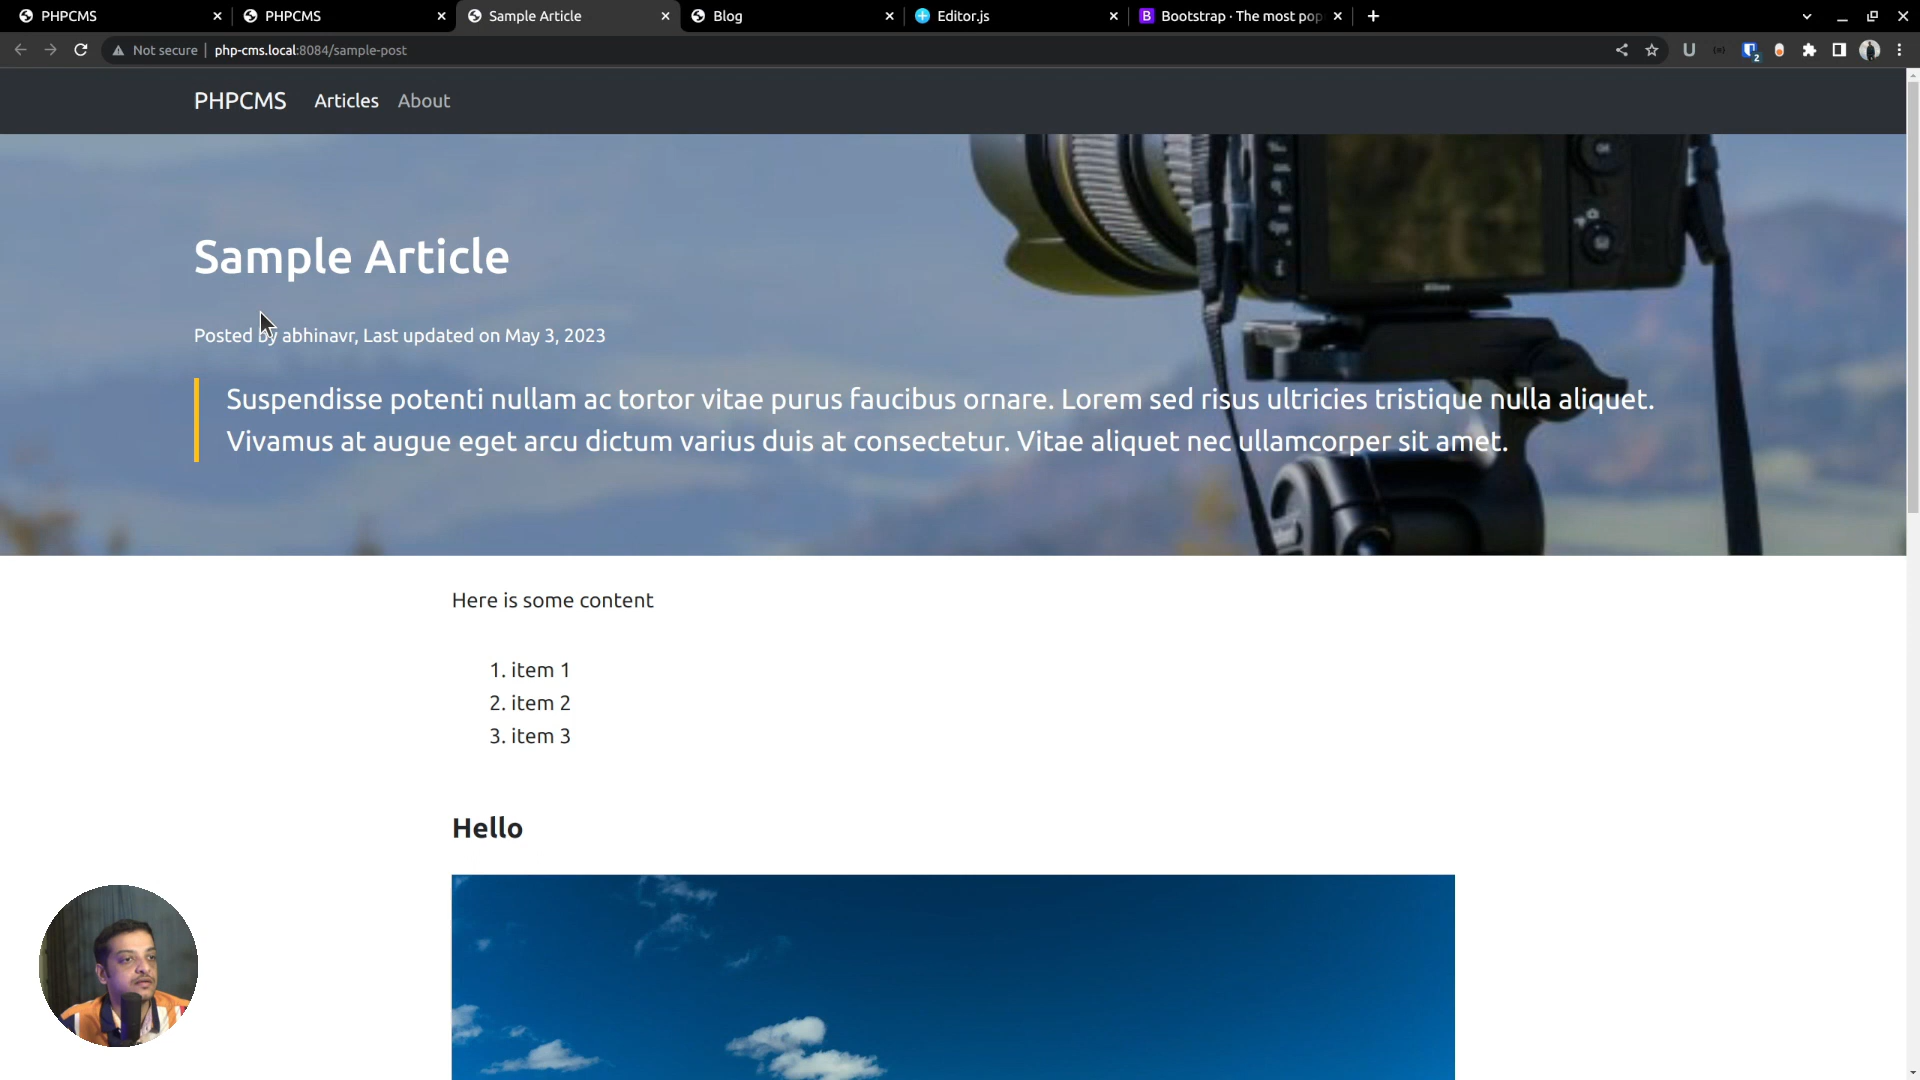 PHPCMS
PHPCMS
Sample Article
Blog
Editor.js
B Bootstrap · The most pop
Not secure
php-cms.local:8084/sample-post
U
2
PHPCMS Articles About
Sample Article
Posted by abhinavr, Last updated on May 3, 2023
Suspendisse potenti nullam ac tortor vitae purus faucibus ornare. Lorem sed risus ultricies tristique nulla aliquet.
Vivamus at augue eget arcu dictum varius duis at consectetur. Vitae aliquet nec ullamcorper sit amet.
Here is some content
1. item 1
2. item 2
3. item 3
Hello